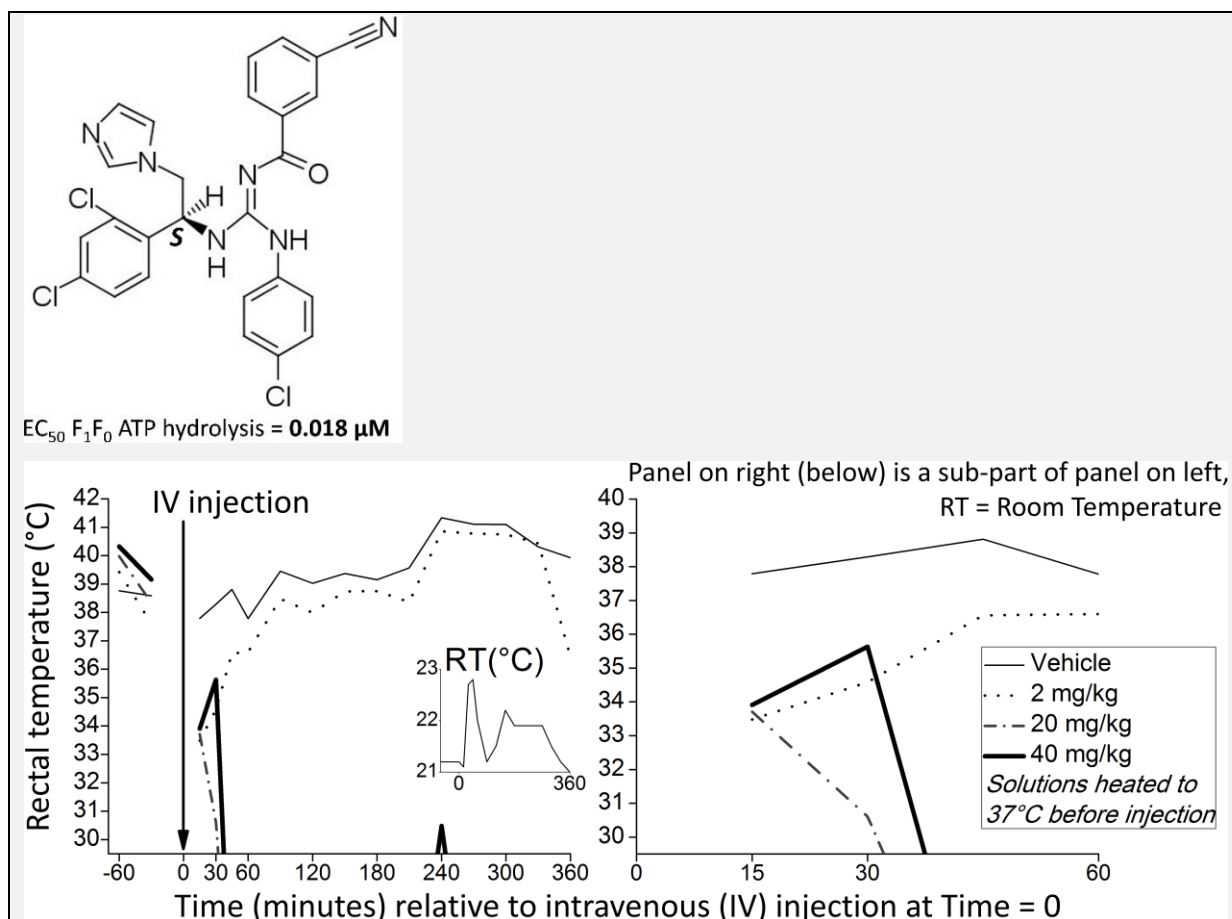 N
O
N
N
Cl
H
N
S
N
H
NH
Cl
Cl
EC₅₀ F₁F₀ ATP hydrolysis = 0.018 µM
Panel on right (below) is a sub-part of panel on left,
RT = Room Temperature
IV injection
Rectal temperature (°C)
42
41
40
39
38
37
36
35
34
33
32
31
30
-60
0
30
60
120
180
240
300
360
RT(°C)
23
22
21
0
360
40
39
38
37
36
35
34
33
32
31
30
0
15
30
45
60
Vehicle
2 mg/kg
20 mg/kg
40 mg/kg
Solutions heated to
37°C before injection
Time (minutes) relative to intravenous (IV) injection at Time = 0